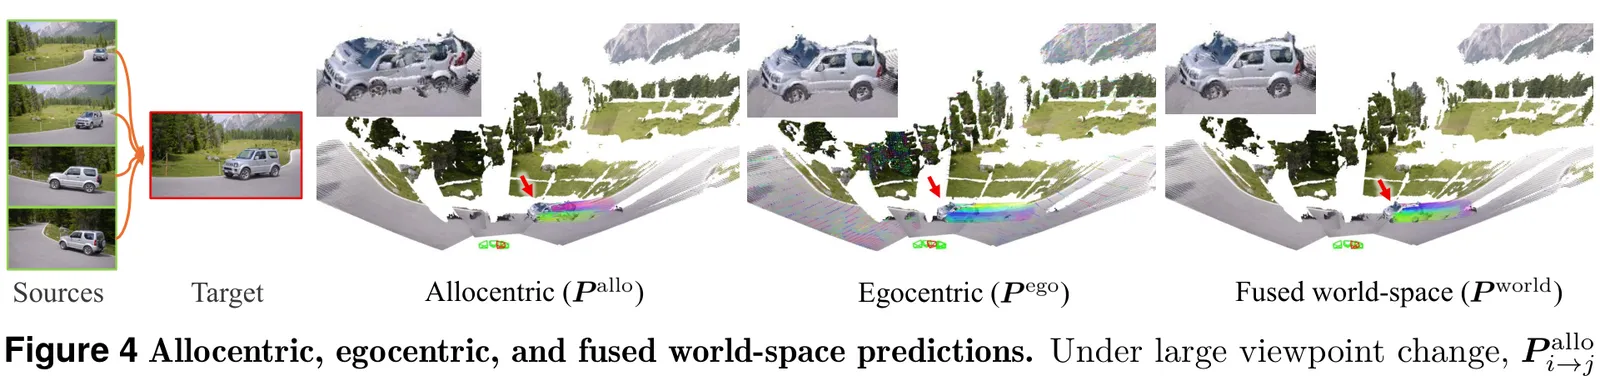 Sources
Target
Allocentric (P^allo)
Egocentric (P^ego)
Fused world-space (P^world)
Figure 4 Allocentric, egocentric, and fused world-space predictions. Under large viewpoint change, P^allo_i→j